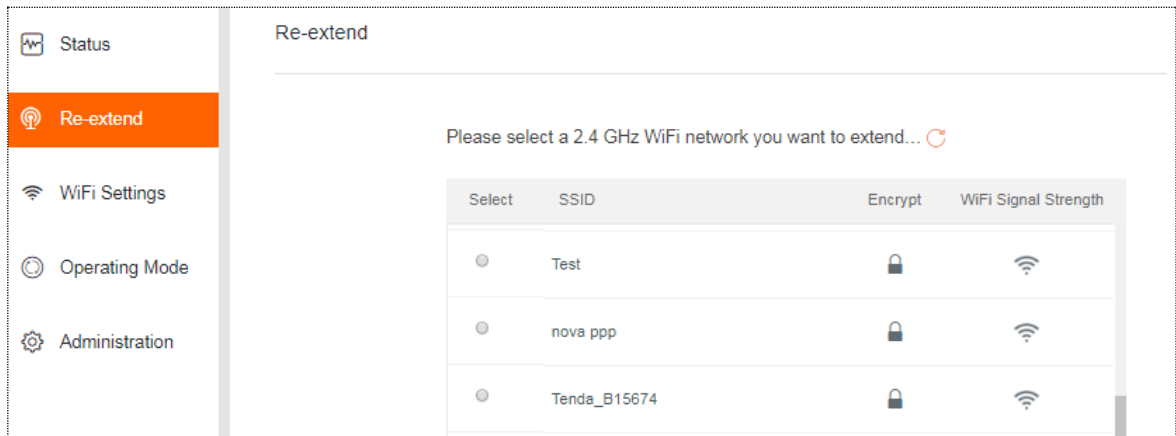 Status
Re-extend
WiFi Settings
Operating Mode
Administration
Re-extend
Please select a 2.4 GHz WiFi network you want to extend...
Select SSID Encrypt WiFi Signal Strength
Test
nova ppp
Tenda_B15674